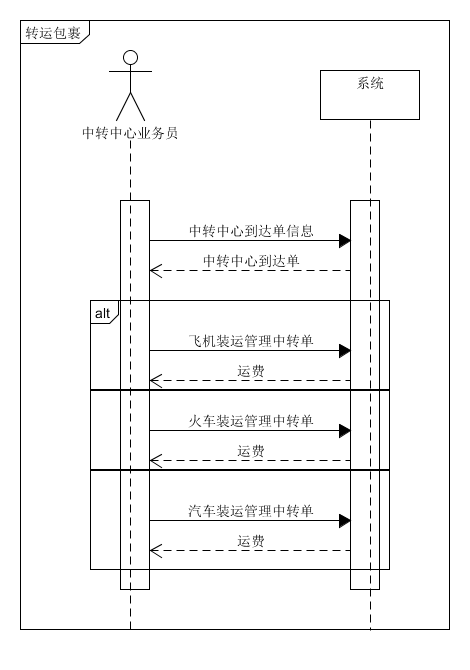 转运包裹
系统
中转中心业务员
中转中心到达单信息
中转中心到达单
alt
飞机装运管理中转单
运费
火车装运管理中转单
运费
汽车装运管理中转单
运费